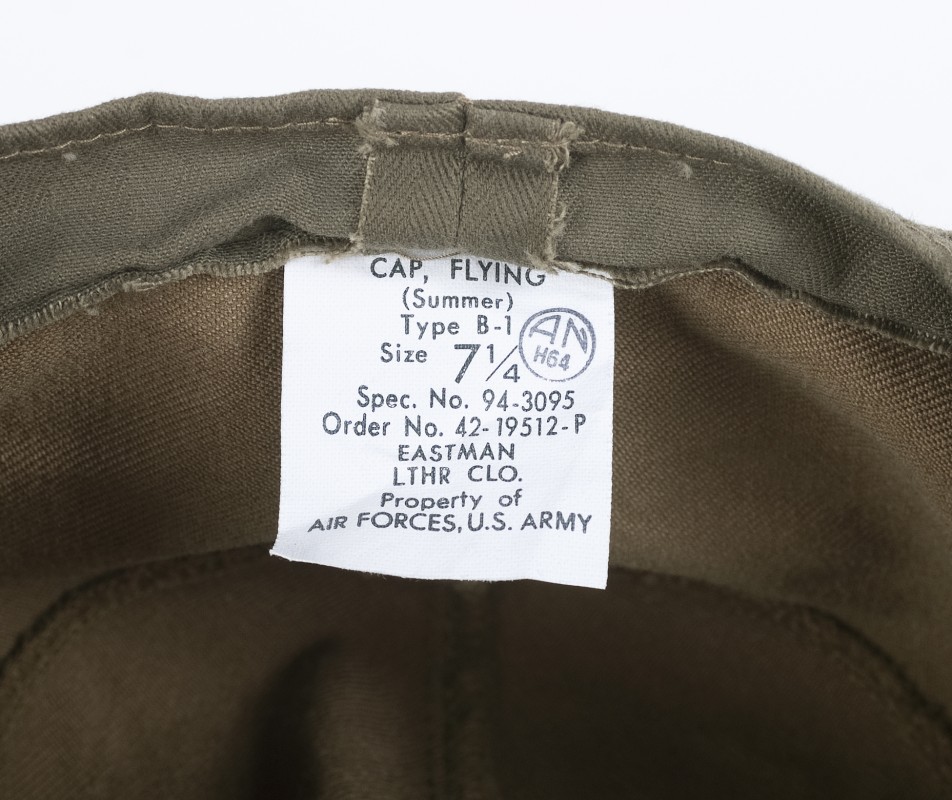 CAP, FLYING
(Summer)
Type B-1
AN
H64
Size 7 1/4
Spec. No. 94-3095
Order No. 42-19512-P
EASTMAN
LTHR CLO.
Property of
AIR FORCES, U.S. ARMY